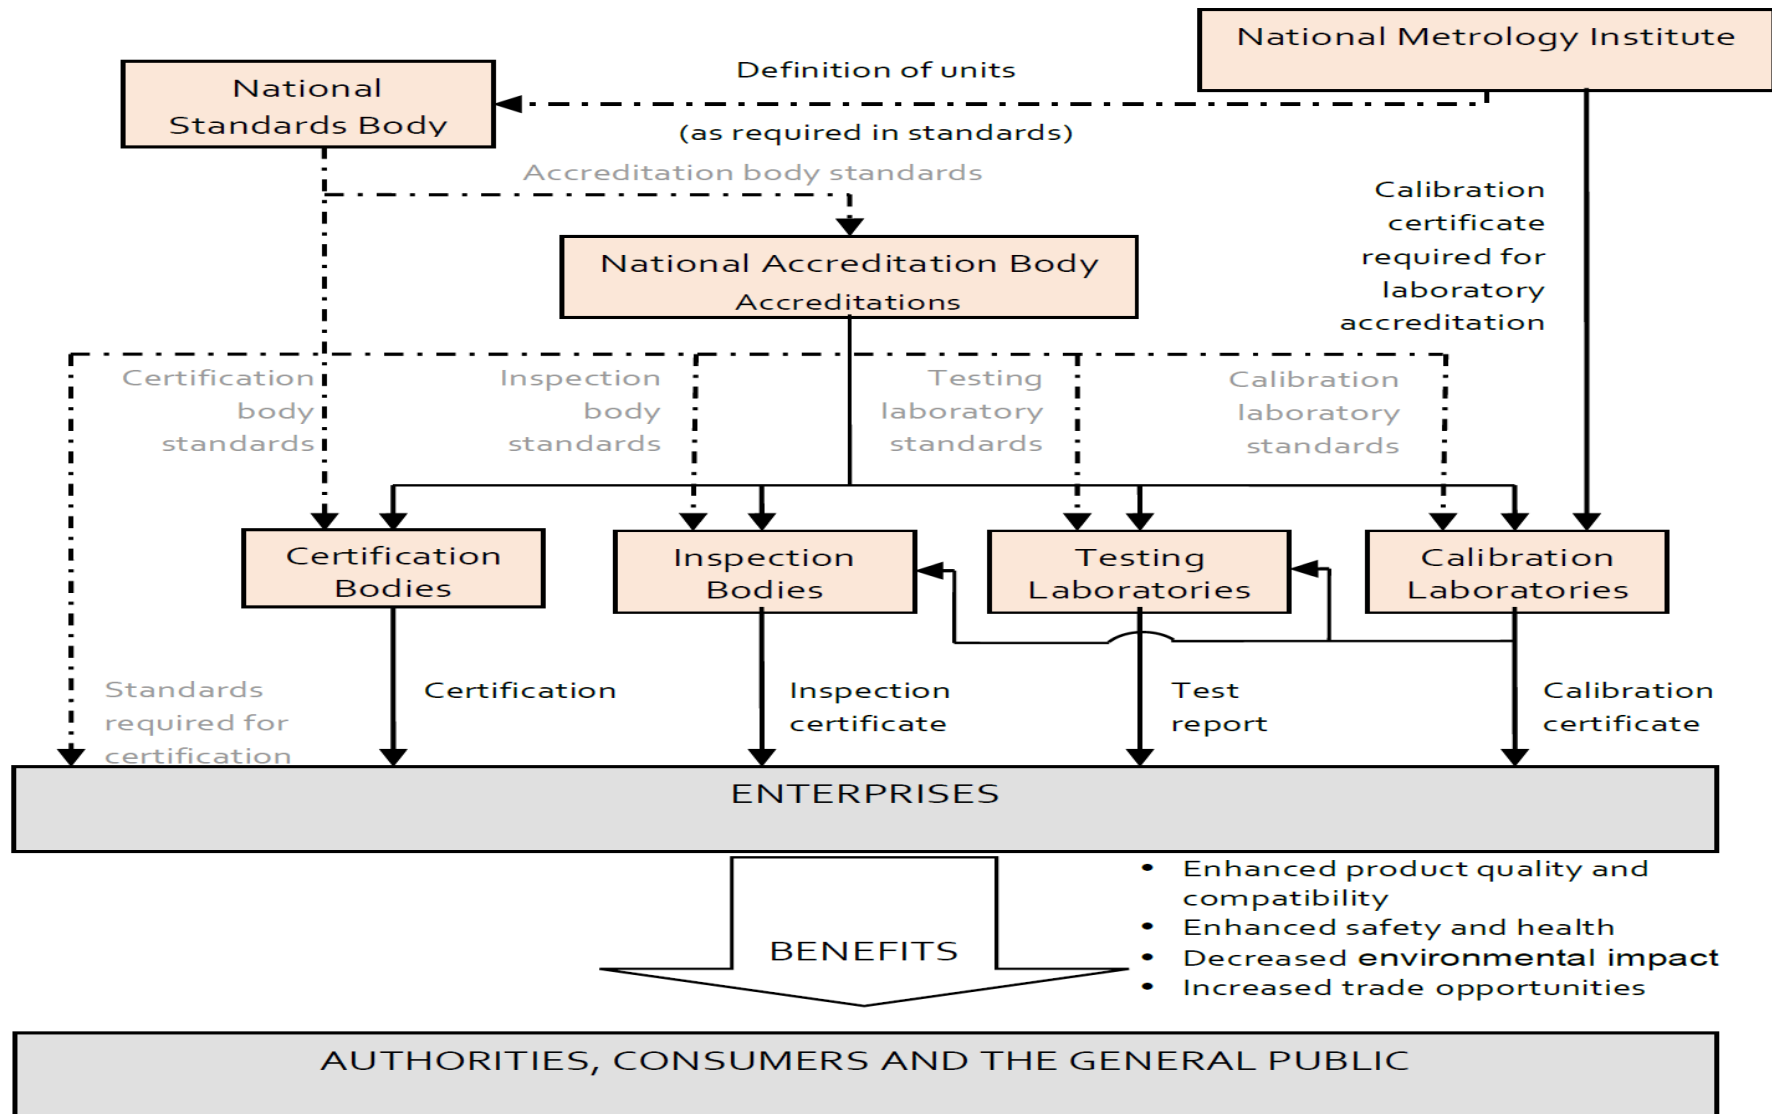 National Metrology Institute
Definition of units
National
Standards Body
(as required in standards)
Accreditation body standards
Calibration
certificate
required for
laboratory
accreditation
National Accreditation Body
Accreditations
Certification
body
standards
Inspection
body
standards
Testing
laboratory
standards
Calibration
laboratory
standards
Certification
Bodies
Inspection
Bodies
Testing
Laboratories
Calibration
Laboratories
Standards
required for
certification
Certification
Inspection
certificate
Test
report
Calibration
certificate
ENTERPRISES
BENEFITS
• Enhanced product quality and
compatibility
• Enhanced safety and health
• Decreased environmental impact
• Increased trade opportunities
AUTHORITIES, CONSUMERS AND THE GENERAL PUBLIC